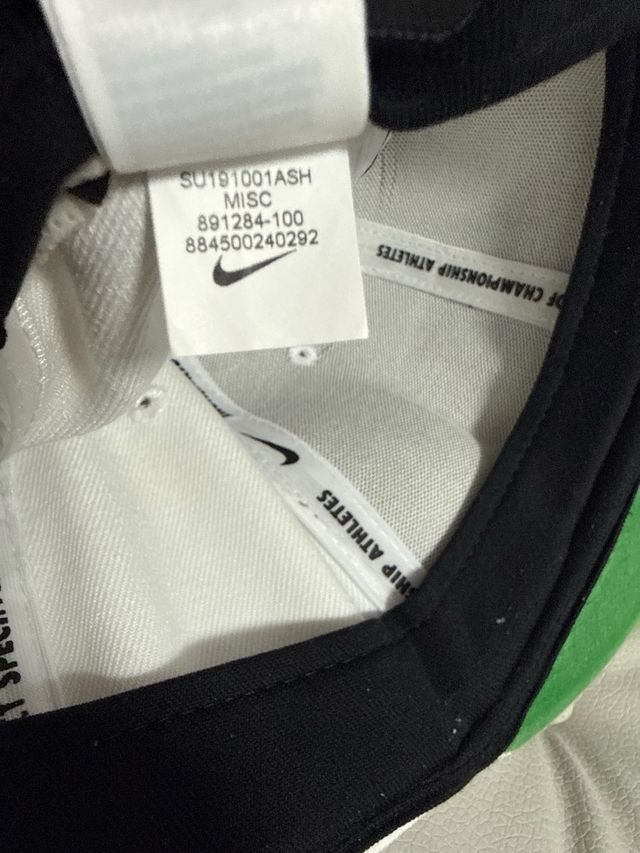 SU191001ASH
MISC
891284-100
884500240292
OF CHAMPIONSHIP ATHLETES
SHIP ATHLETES